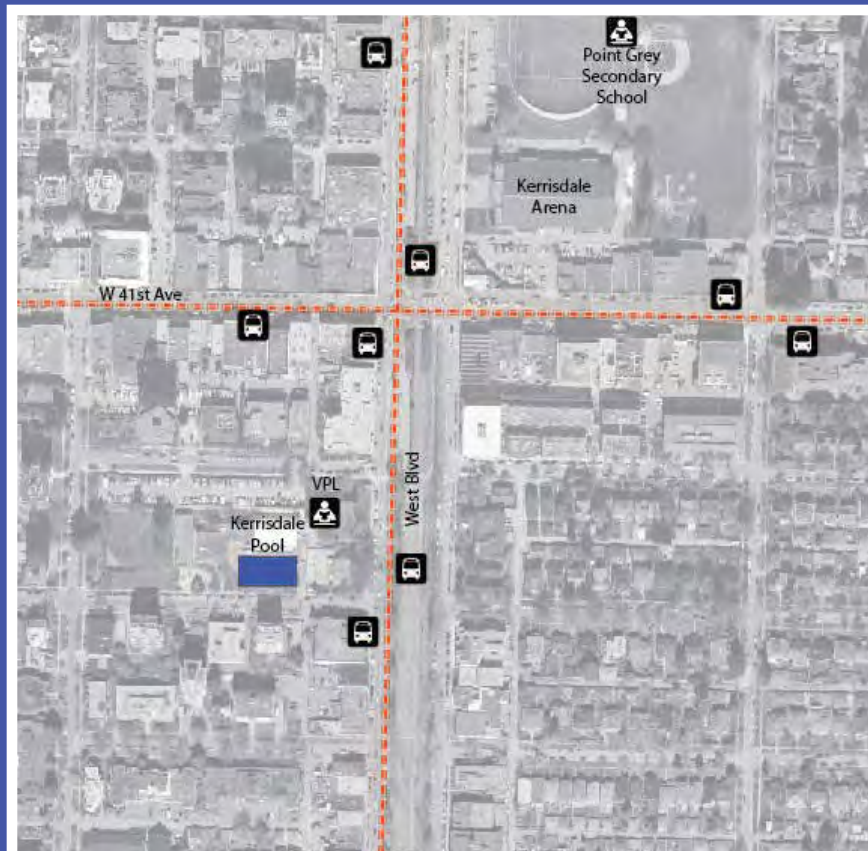 Point Grey
Secondary
School
Kerrisdale
Arena
W 41st Ave
West Blvd
VPL
Kerrisdale
Pool